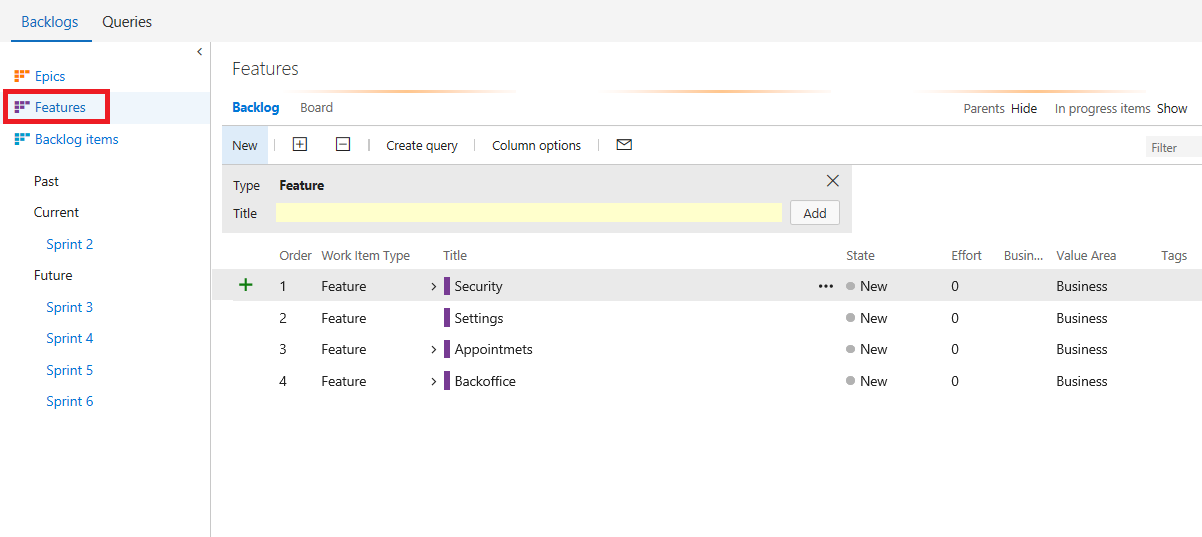 Backlogs Queries
Epics
Features
Backlog items
Past
Current
Sprint 2
Future
Sprint 3
Sprint 4
Sprint 5
Sprint 6
Features
Backlog Board Parents Hide In progress items Show
New Create query Column options Filter
Type Feature
Title Add
Order Work Item Type Title State Effort Busin... Value Area Tags
1 Feature Security New 0 Business
2 Feature Settings New 0 Business
3 Feature Appointmets New 0 Business
4 Feature Backoffice New 0 Business